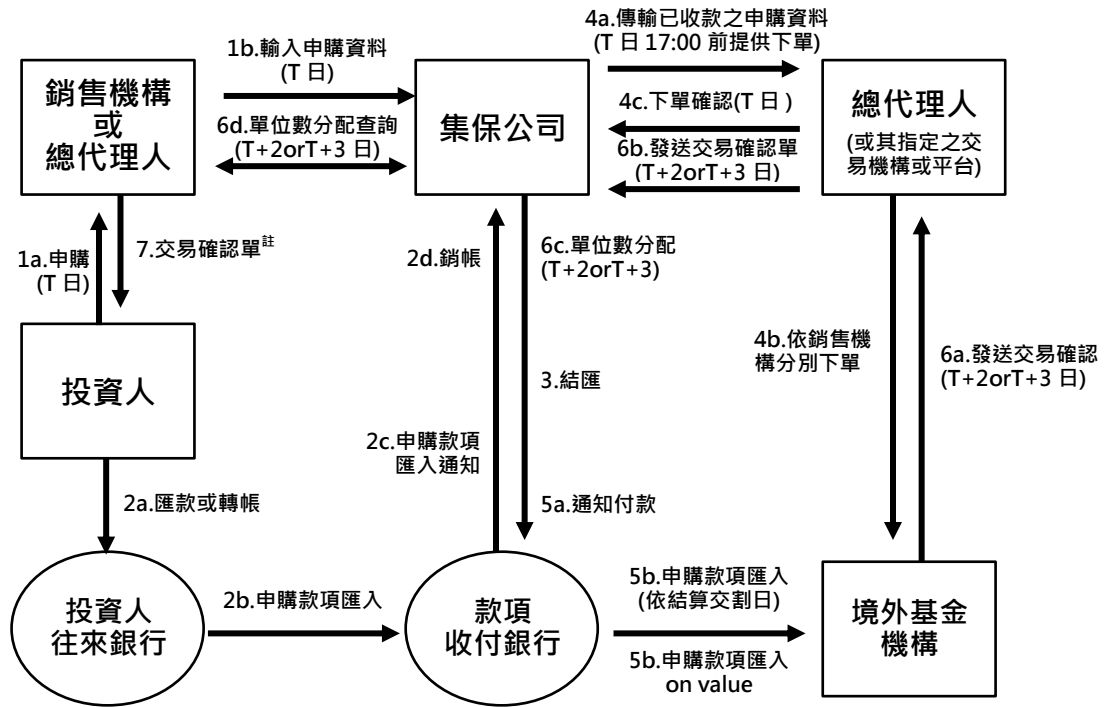 4a.傳輸已收款之申購資料
(T 日 17:00 前提供下單)
1b.輸入申購資料
(T 日)
銷售機構
或
總代理人
集保公司
總代理人
(或其指定之交
易機構或平台)
4c.下單確認(T 日 )
6d.單位數分配查詢
(T+2orT+3 日)
6b.發送交易確認單
(T+2orT+3 日)
1a.申購
(T 日)
7.交易確認單註
2d.銷帳
6c.單位數分配
(T+2orT+3)
4b.依銷售機
構分別下單
6a.發送交易確認
(T+2orT+3 日)
投資人
3.結匯
2c.申購款項
匯入通知
2a.匯款或轉帳
5a.通知付款
投資人
往來銀行
2b.申購款項匯入
款項
收付銀行
5b.申購款項匯入
(依結算交割日)
5b.申購款項匯入
on value
境外基金
機構